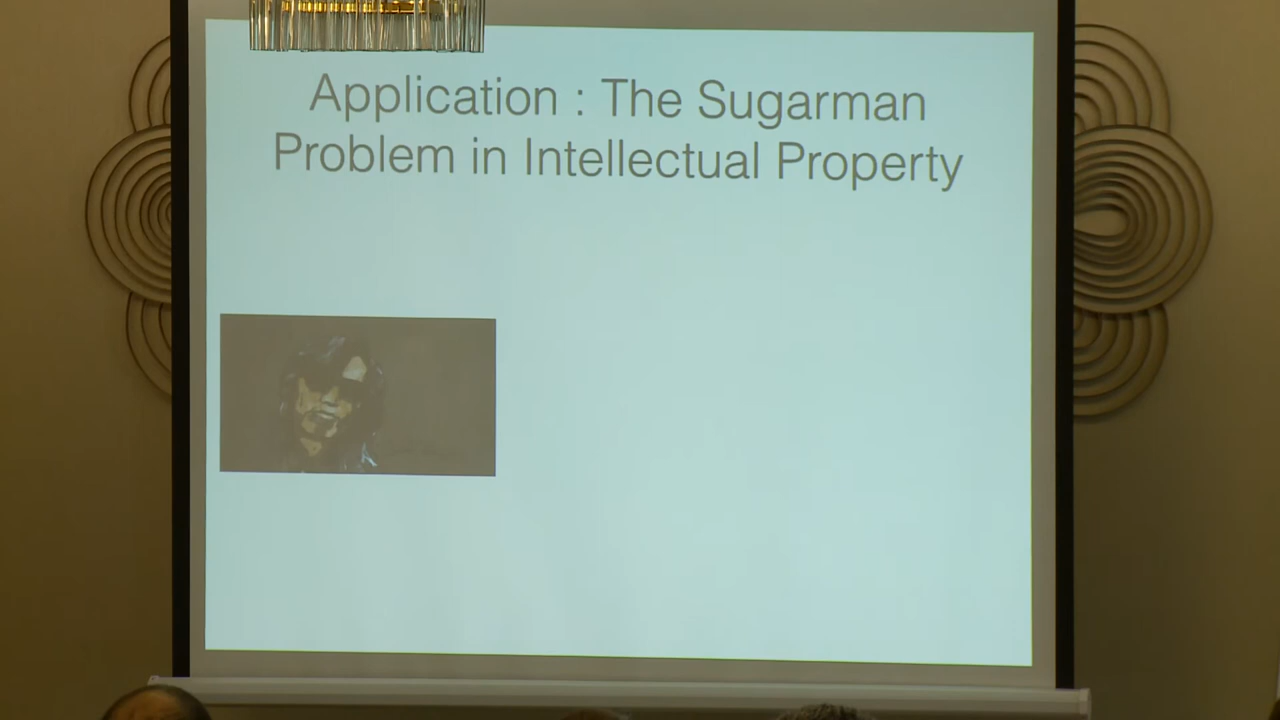 Application : The Sugarman
Problem in Intellectual Property